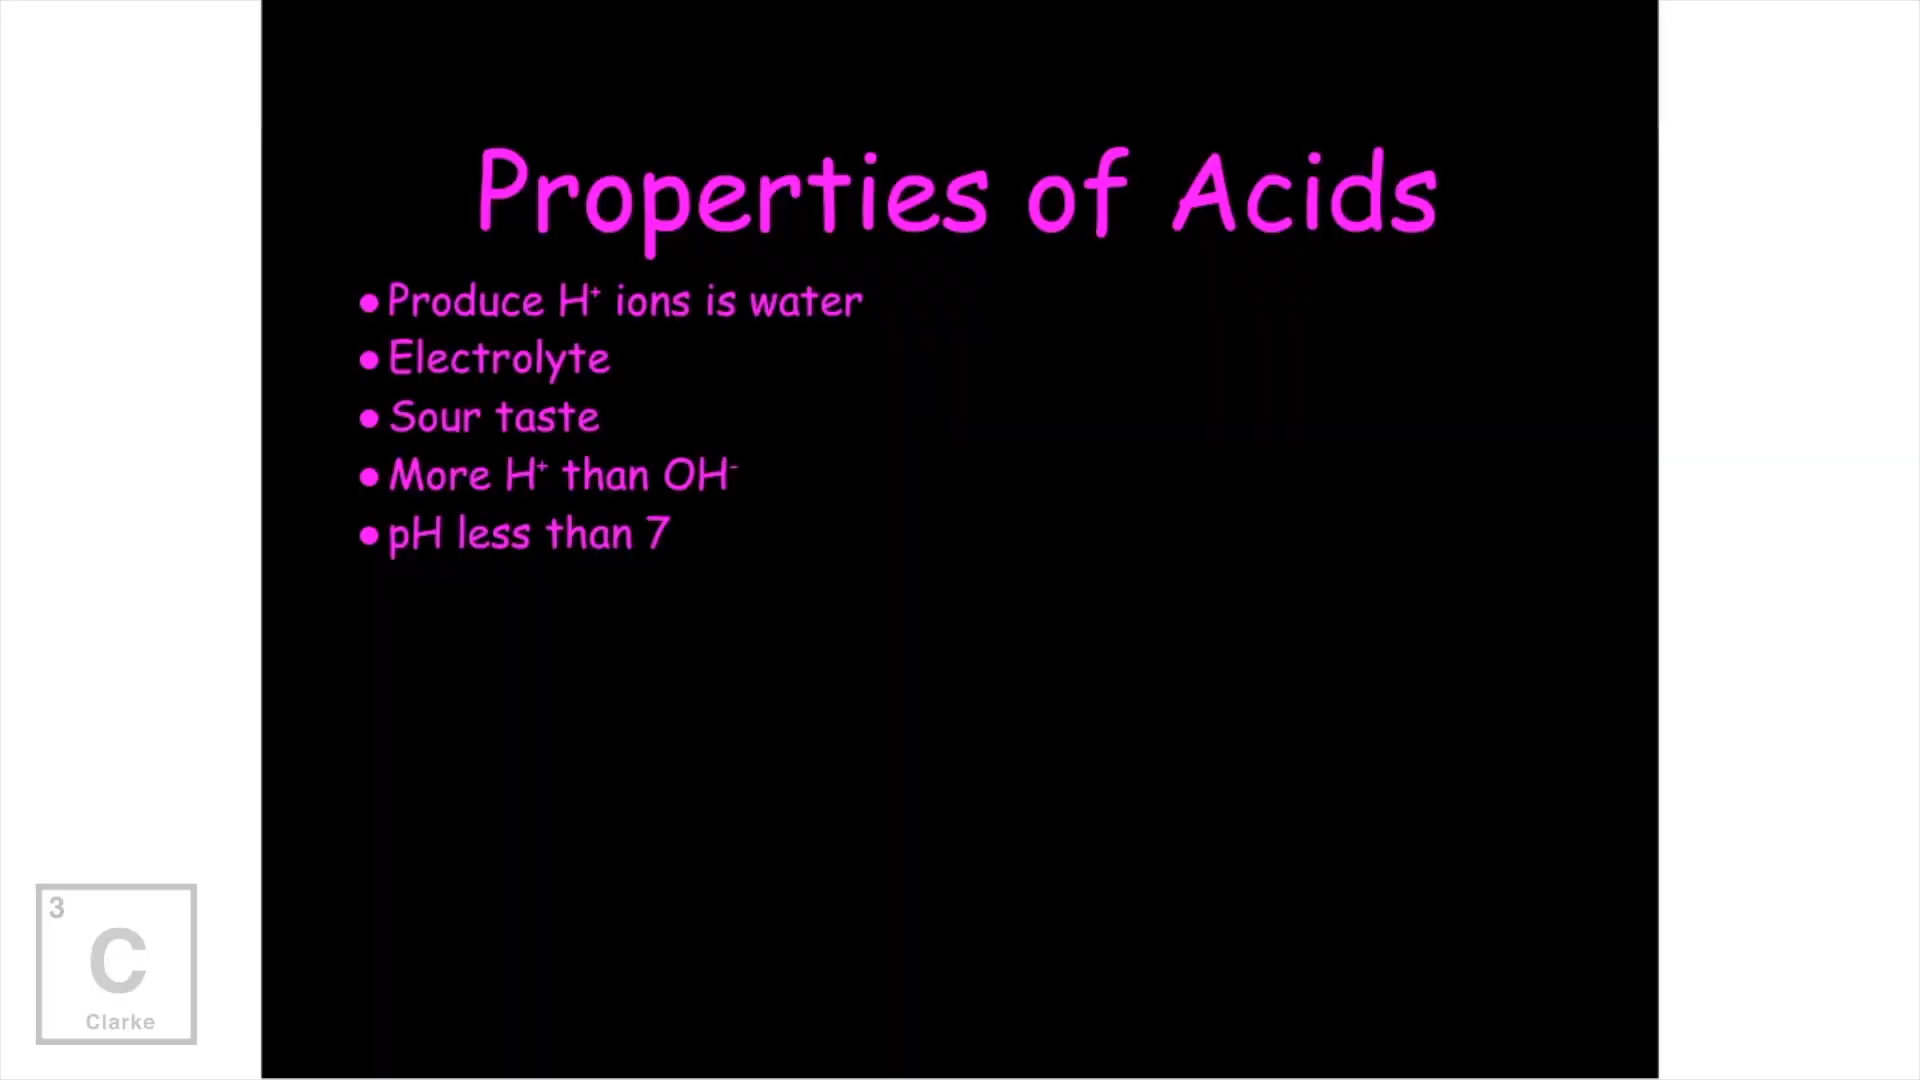 Properties of Acids
• Produce H⁺ ions is water
• Electrolyte
• Sour taste
• More H⁺ than OH⁻
• pH less than 7
3
C
Clarke